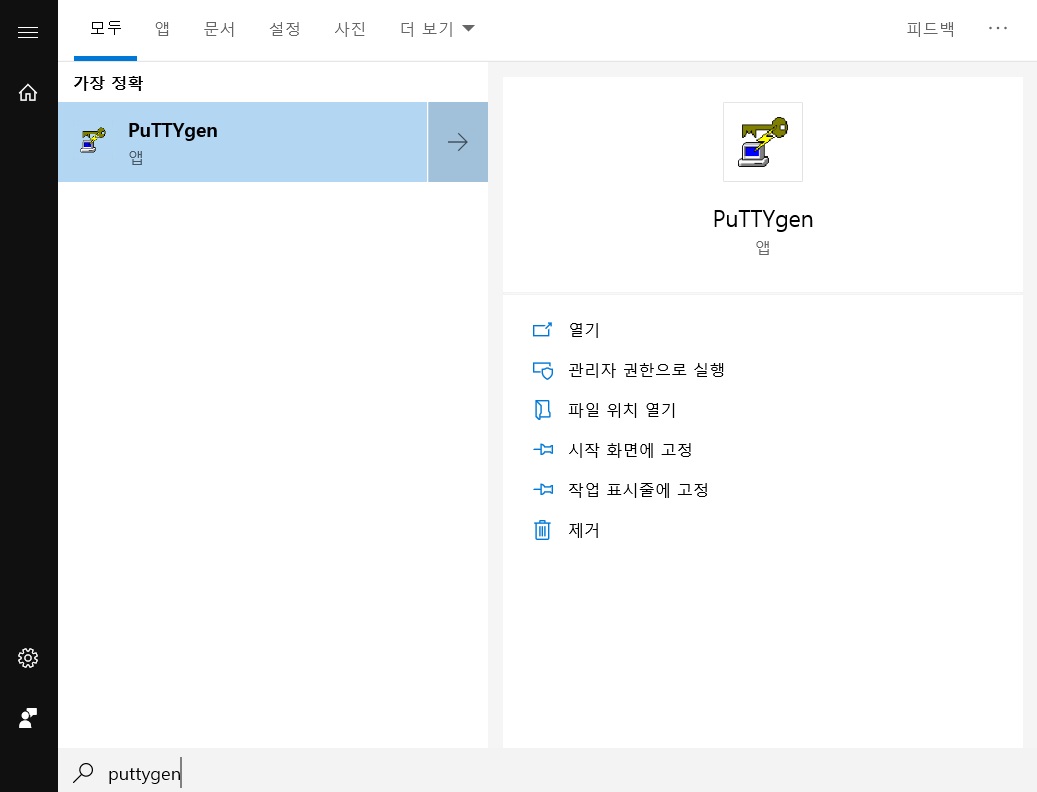 모두 앱 문서 설정 사진 더 보기 피드백 ···
가장 정확
PuTTYgen
앱
PuTTYgen
앱
열기
관리자 권한으로 실행
파일 위치 열기
시작 화면에 고정
작업 표시줄에 고정
제거
puttygen